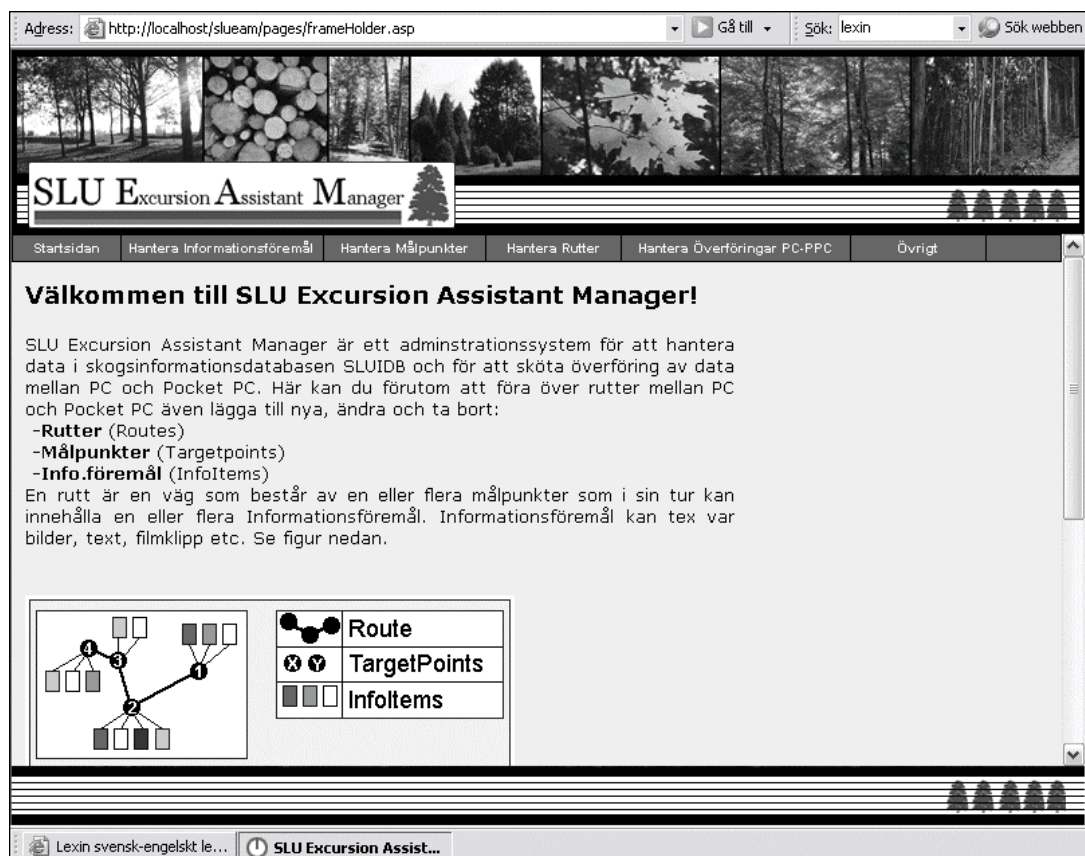 Adress: http://localhost/slueam/pages/frameHolder.asp Gå till Sök: lexin Sök webben
SLU Excursion Assistant Manager
Startsidan Hantera Informationsföremål Hantera Målpunkter Hantera Rutter Hantera Överföringar PC-PPC Övrigt
Välkommen till SLU Excursion Assistant Manager!
SLU Excursion Assistant Manager är ett adminstrationssystem för att hantera
data i skogsinformationsdatabasen SLUIDB och för att sköta överföring av data
mellan PC och Pocket PC. Här kan du förutom att föra över rutter mellan PC
och Pocket PC även lägga till nya, ändra och ta bort:
-Rutter (Routes)
-Målpunkter (Targetpoints)
-Info.föremål (InfoItems)
En rutt är en väg som består av en eller flera målpunkter som i sin tur kan
innehålla en eller flera Informationsföremål. Informationsföremål kan tex var
bilder, text, filmklipp etc. Se figur nedan.
4 3 1 2
Route
X Y TargetPoints
InfoItems
Lexin svensk-engelskt le... SLU Excursion Assist...